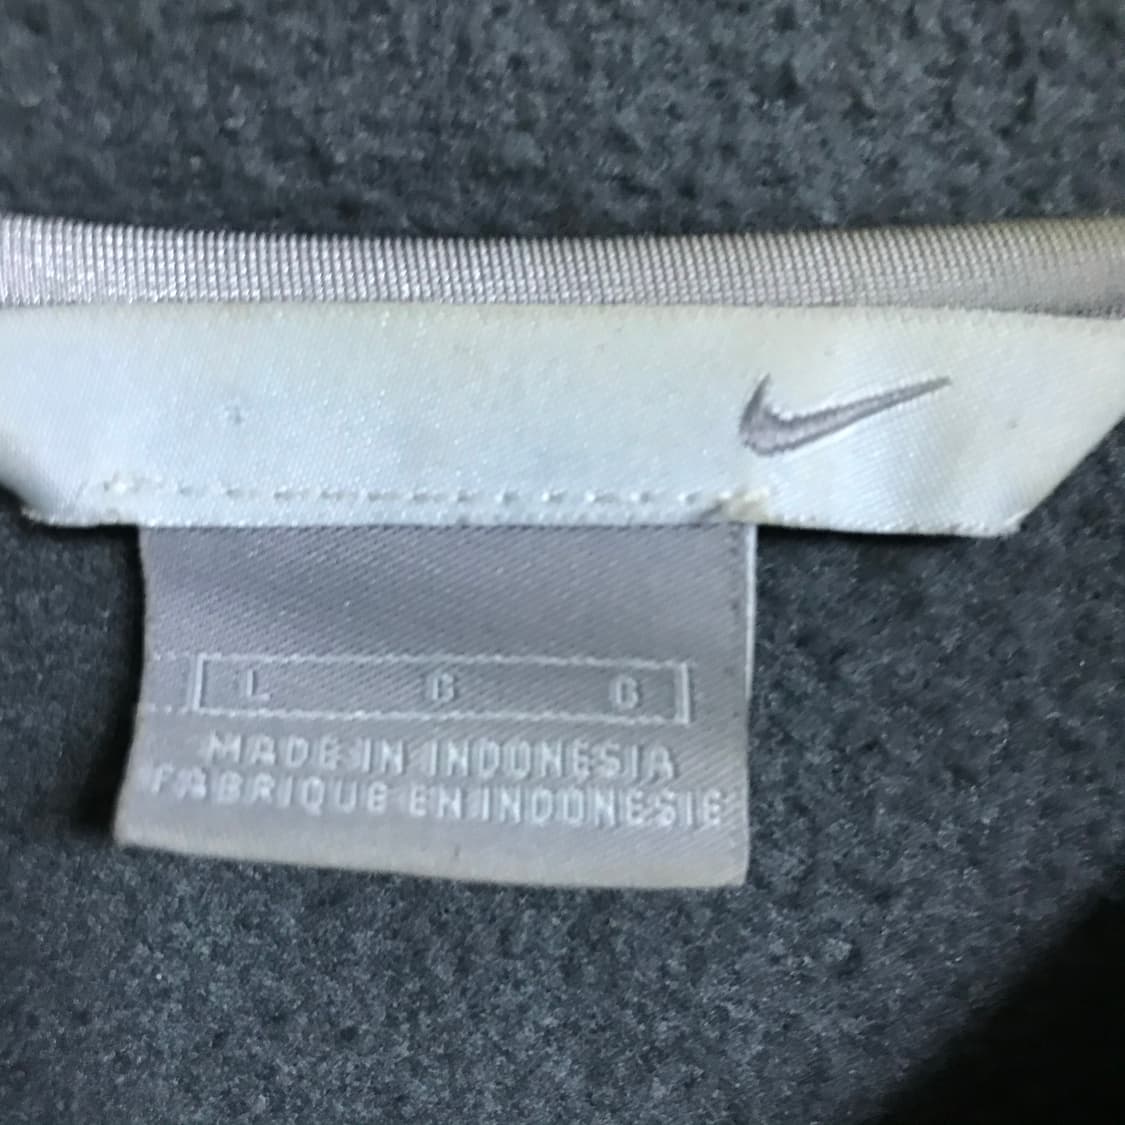 L G G
MADE IN INDONESIA
FABRIQUE EN INDONESIE